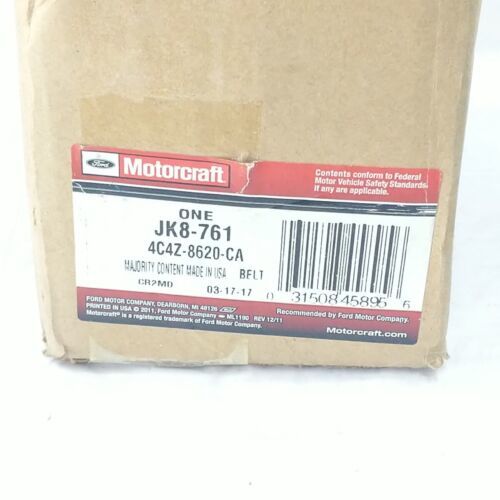 Ford
Motorcraft
Contents conform to Federal
Motor Vehicle Safety Standards.
If any are applicable.
ONE
JK8-761
4C4Z-8620-CA
MAJORITY CONTENT MADE IN USA BELT
CR2MD 03-17-17
0 31508 45895 6
FORD MOTOR COMPANY, DEARBORN, MI 48126
PRINTED IN USA © 2011, Ford Motor Company — ML1190 REV 12/11
Motorcraft® is a registered trademark of Ford Motor Company.
Recommended by Ford Motor Company.
Motorcraft.com